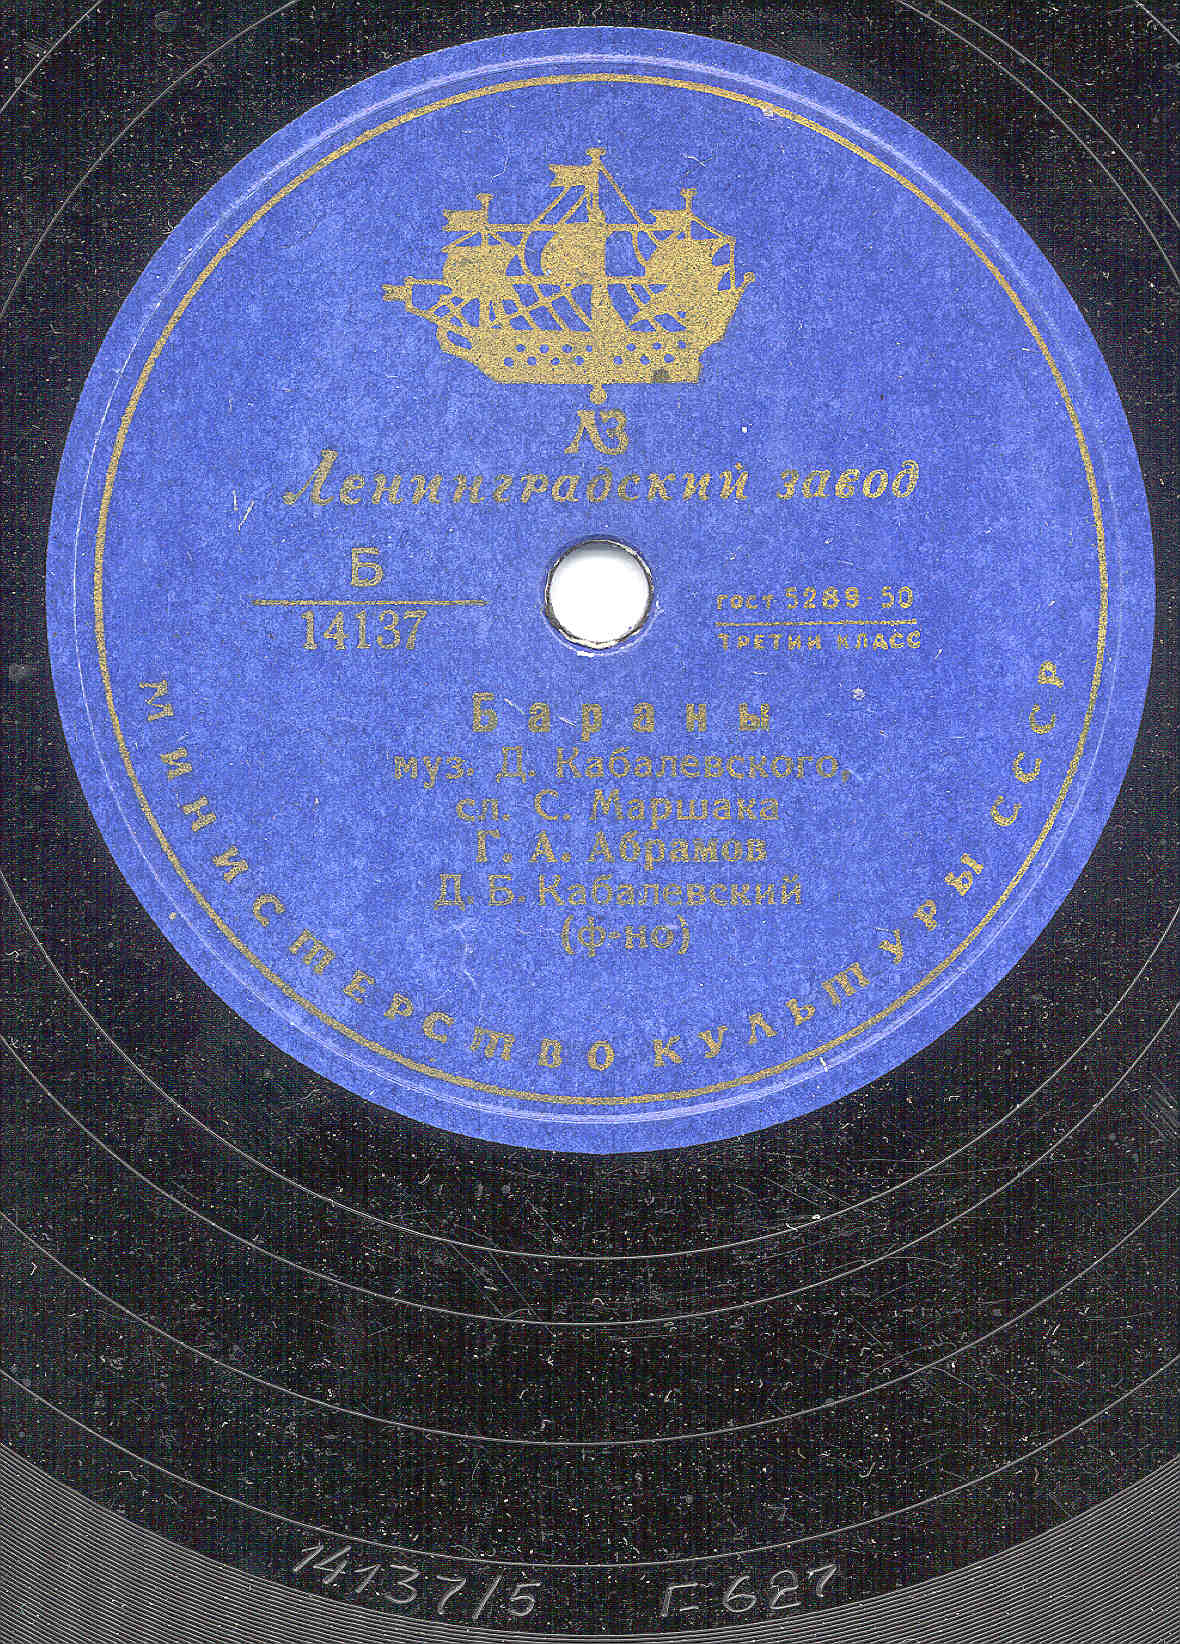 ЛЗ
Ленинградский завод
Б
14137
ГОСТ 5289-50
ТРЕТИЙ КЛАСС
Бараны
муз. Д. Кабалевского,
сл. С. Маршака
Г. А. Абрамов
Д. Б. Кабалевский
(ф-но)
МИНИСТЕРСТВО КУЛЬТУРЫ СССР
14137/5 Г 627